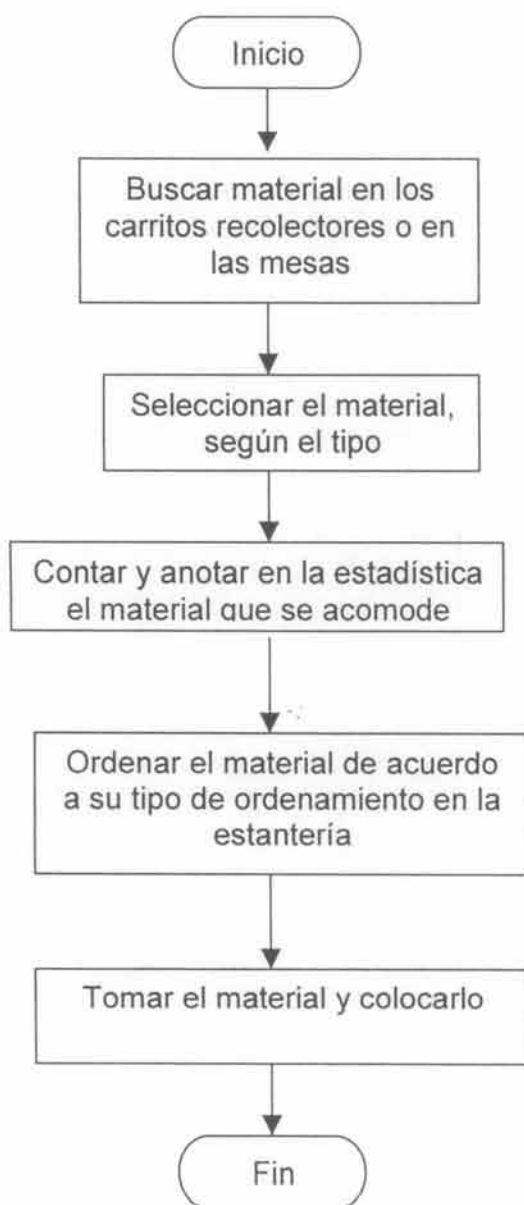 Inicio
Buscar material en los
carritos recolectores o en
las mesas
Seleccionar el material,
según el tipo
Contar y anotar en la estadística
el material que se acomode
Ordenar el material de acuerdo
a su tipo de ordenamiento en la
estantería
Tomar el material y colocarlo
Fin